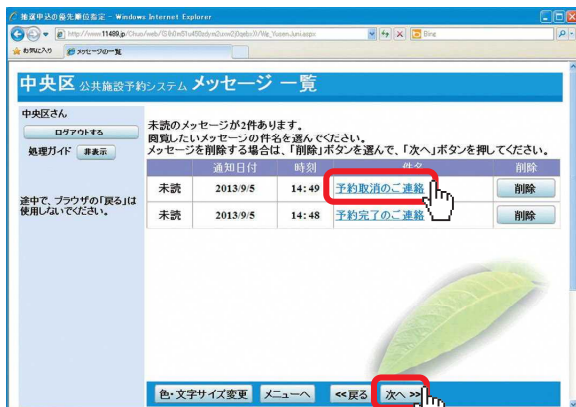 抽選申込の優先順位指定 - Windows Internet Explorer
Bing
お気に入り
メッセージ一覧
中央区 公共施設予約システム メッセージ 一覧
中央区さん
ログアウトする
処理ガイド 非表示
途中で、ブラウザの「戻る」は
使用しないでください。
未読のメッセージが2件あります。
閲覧したいメッセージの件名を選んでください。
メッセージを削除する場合は、「削除」ボタンを選んで、「次へ」ボタンを押してください。
通知日付 時刻 件名 削除
未読 2013/9/5 14:49 予約取消のご連絡 削除
未読 2013/9/5 14:48 予約完了のご連絡 削除
色・文字サイズ変更 メニューへ <<戻る 次へ >>